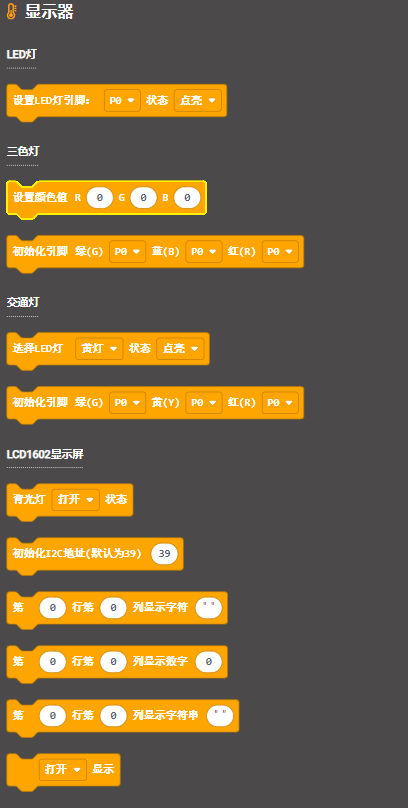 显示器
LED灯
设置LED灯引脚： P0 状态 点亮
三色灯
设置颜色值 R 0 G 0 B 0
初始化引脚 绿(G) P0 蓝(B) P0 红(R) P0
交通灯
选择LED灯 黄灯 状态 点亮
初始化引脚 绿(G) P0 黄(Y) P0 红(R) P0
LCD1602显示屏
背光灯 打开 状态
初始化I2C地址(默认为39) 39
第 0 行第 0 列显示字符 " "
第 0 行第 0 列显示数字 0
第 0 行第 0 列显示字符串 " "
打开 显示